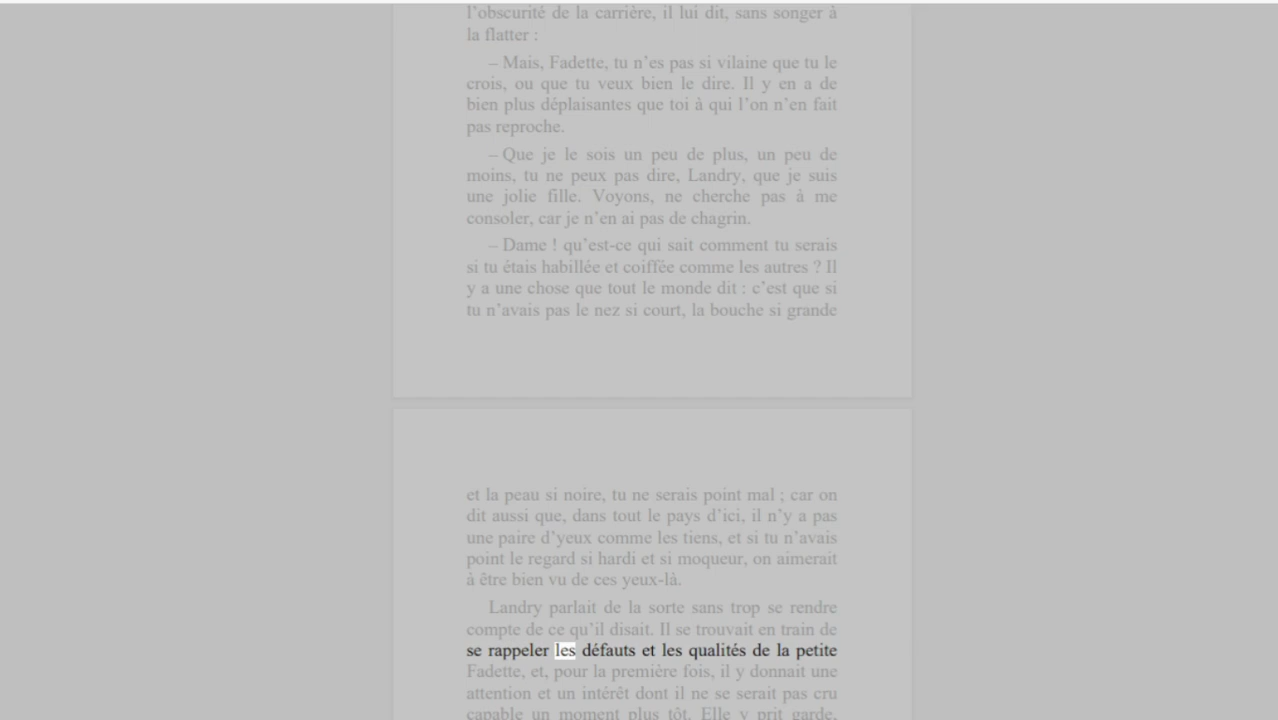 l’obscurité de la carrière, il lui dit, sans songer à
la flatter :
– Mais, Fadette, tu n’es pas si vilaine que tu le
crois, ou que tu veux bien le dire. Il y en a de
bien plus déplaisantes que toi à qui l’on n’en fait
pas reproche.
– Que je le sois un peu de plus, un peu de
moins, tu ne peux pas dire, Landry, que je suis
une jolie fille. Voyons, ne cherche pas à me
consoler, car je n’en ai pas de chagrin.
– Dame ! qu’est-ce qui sait comment tu serais
si tu étais habillée et coiffée comme les autres ? Il
y a une chose que tout le monde dit : c’est que si
tu n’avais pas le nez si court, la bouche si grande
et la peau si noire, tu ne serais point mal ; car on
dit aussi que, dans tout le pays d’ici, il n’y a pas
une paire d’yeux comme les tiens, et si tu n’avais
point le regard si hardi et si moqueur, on aimerait
à être bien vu de ces yeux-là.
Landry parlait de la sorte sans trop se rendre
compte de ce qu’il disait. Il se trouvait en train de
se rappeler les défauts et les qualités de la petite
Fadette, et, pour la première fois, il y donnait une
attention et un intérêt dont il ne se serait pas cru
capable un moment plus tôt. Elle y prit garde,